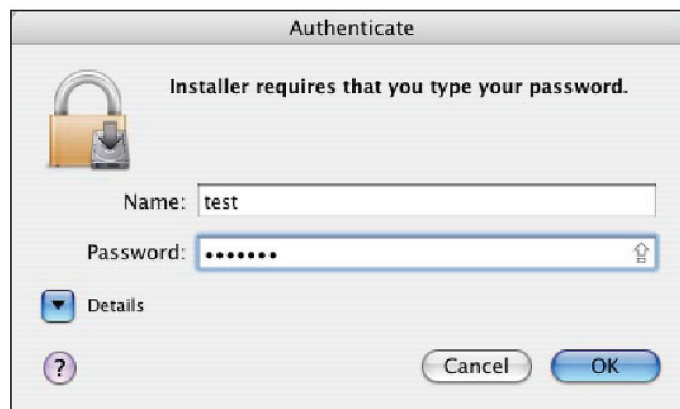 Authenticate
Installer requires that you type your password.
Name: test
Password: •••••••
Details
?
Cancel OK